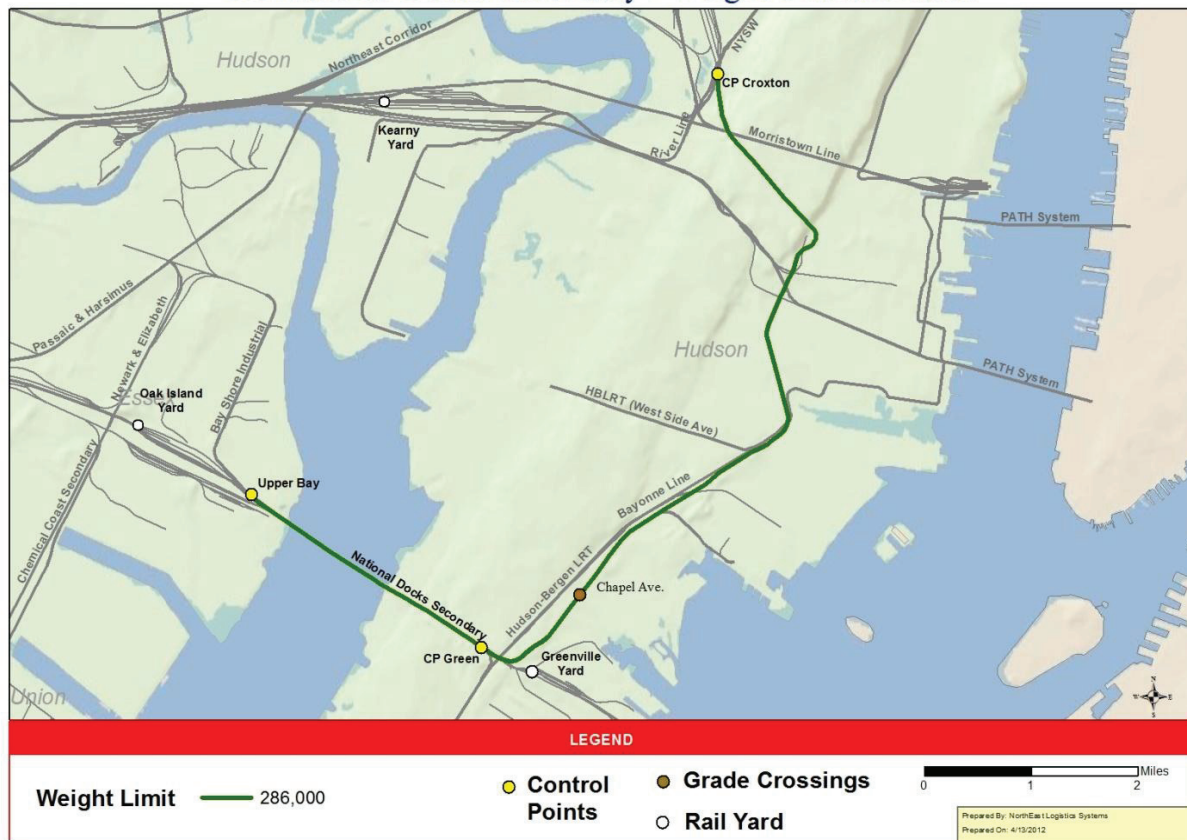 Hudson
Northeast Corridor
NYSW
CP Croxton
Kearny
Yard
River Line
Morristown Line
PATH System
Passaic & Harsimus
Newark & Elizabeth
Bay Shore Industrial
Hudson
PATH System
Essex
Oak Island
Yard
HBLRT (West Side Ave)
Chemical Coast Secondary
Upper Bay
Bayonne Line
National Docks Secondary
Hudson-Bergen LRT
Chapel Ave.
CP Green
Greenville
Yard
Union
N
W E
S
LEGEND
Weight Limit 286,000
Control
Points
Grade Crossings
Rail Yard
Miles
0 1 2
Prepared By: NorthEast Logistics Systems
Prepared On: 4/13/2012